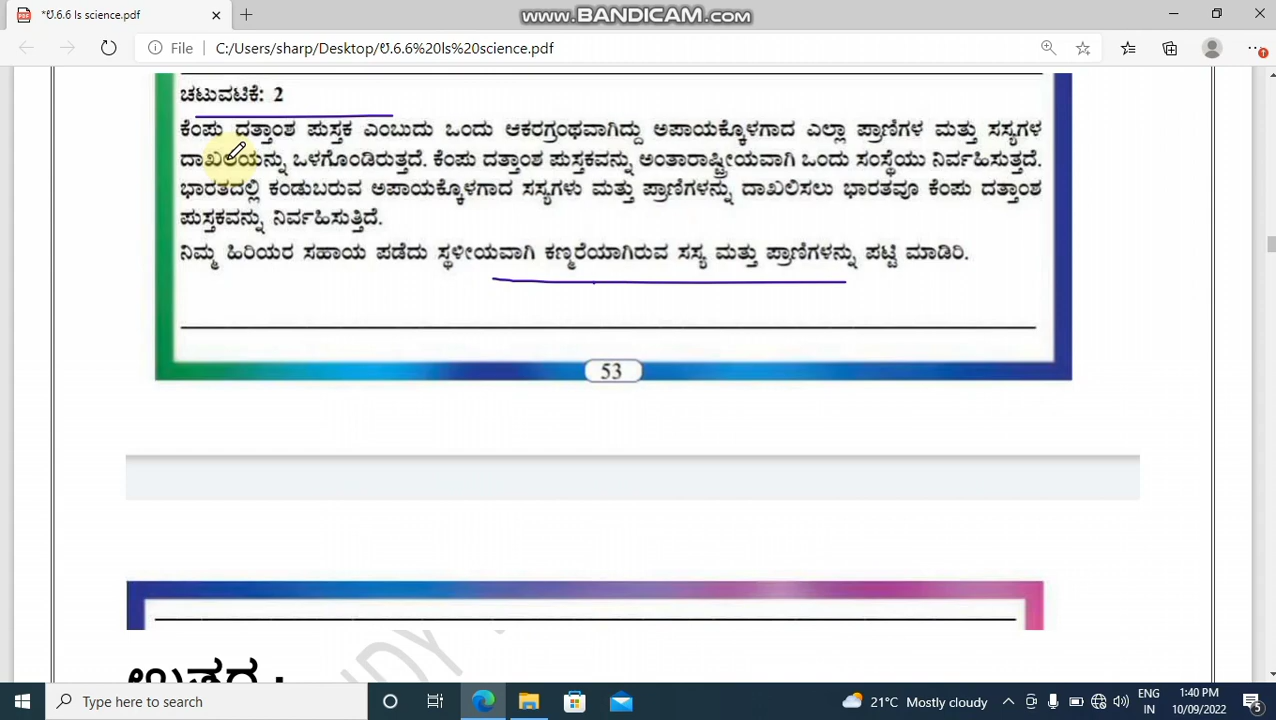 *ಲಿ.6.6 ls science.pdf
www.BANDICAM.com
File C:/Users/sharp/Desktop/ಲಿ.6.6%20ls%20science.pdf
ಚಟುವಟಿಕೆ: 2
ಕೆಂಪು ದತ್ತಾಂಶ ಪುಸ್ತಕ ಎಂಬುದು ಒಂದು ಆಕರಗ್ರಂಥವಾಗಿದ್ದು ಅಪಾಯಕ್ಕೊಳಗಾದ ಎಲ್ಲಾ ಪ್ರಾಣಿಗಳ ಮತ್ತು ಸಸ್ಯಗಳ
ದಾಖಲೆಯನ್ನು ಒಳಗೊಂಡಿರುತ್ತದೆ. ಕೆಂಪು ದತ್ತಾಂಶ ಪುಸ್ತಕವನ್ನು ಅಂತಾರಾಷ್ಟ್ರೀಯವಾಗಿ ಒಂದು ಸಂಸ್ಥೆಯು ನಿರ್ವಹಿಸುತ್ತದೆ.
ಭಾರತದಲ್ಲಿ ಕಂಡುಬರುವ ಅಪಾಯಕ್ಕೊಳಗಾದ ಸಸ್ಯಗಳು ಮತ್ತು ಪ್ರಾಣಿಗಳನ್ನು ದಾಖಲಿಸಲು ಭಾರತವೂ ಕೆಂಪು ದತ್ತಾಂಶ
ಪುಸ್ತಕವನ್ನು ನಿರ್ವಹಿಸುತ್ತಿದೆ.
ನಿಮ್ಮ ಹಿರಿಯರ ಸಹಾಯ ಪಡೆದು ಸ್ಥಳೀಯವಾಗಿ ಕಣ್ಮರೆಯಾಗಿರುವ ಸಸ್ಯ ಮತ್ತು ಪ್ರಾಣಿಗಳನ್ನು ಪಟ್ಟಿ ಮಾಡಿರಿ.
53
ಉತ್ತರ :
Type here to search
21°C Mostly cloudy
ENG
IN
1:40 PM
10/09/2022
5